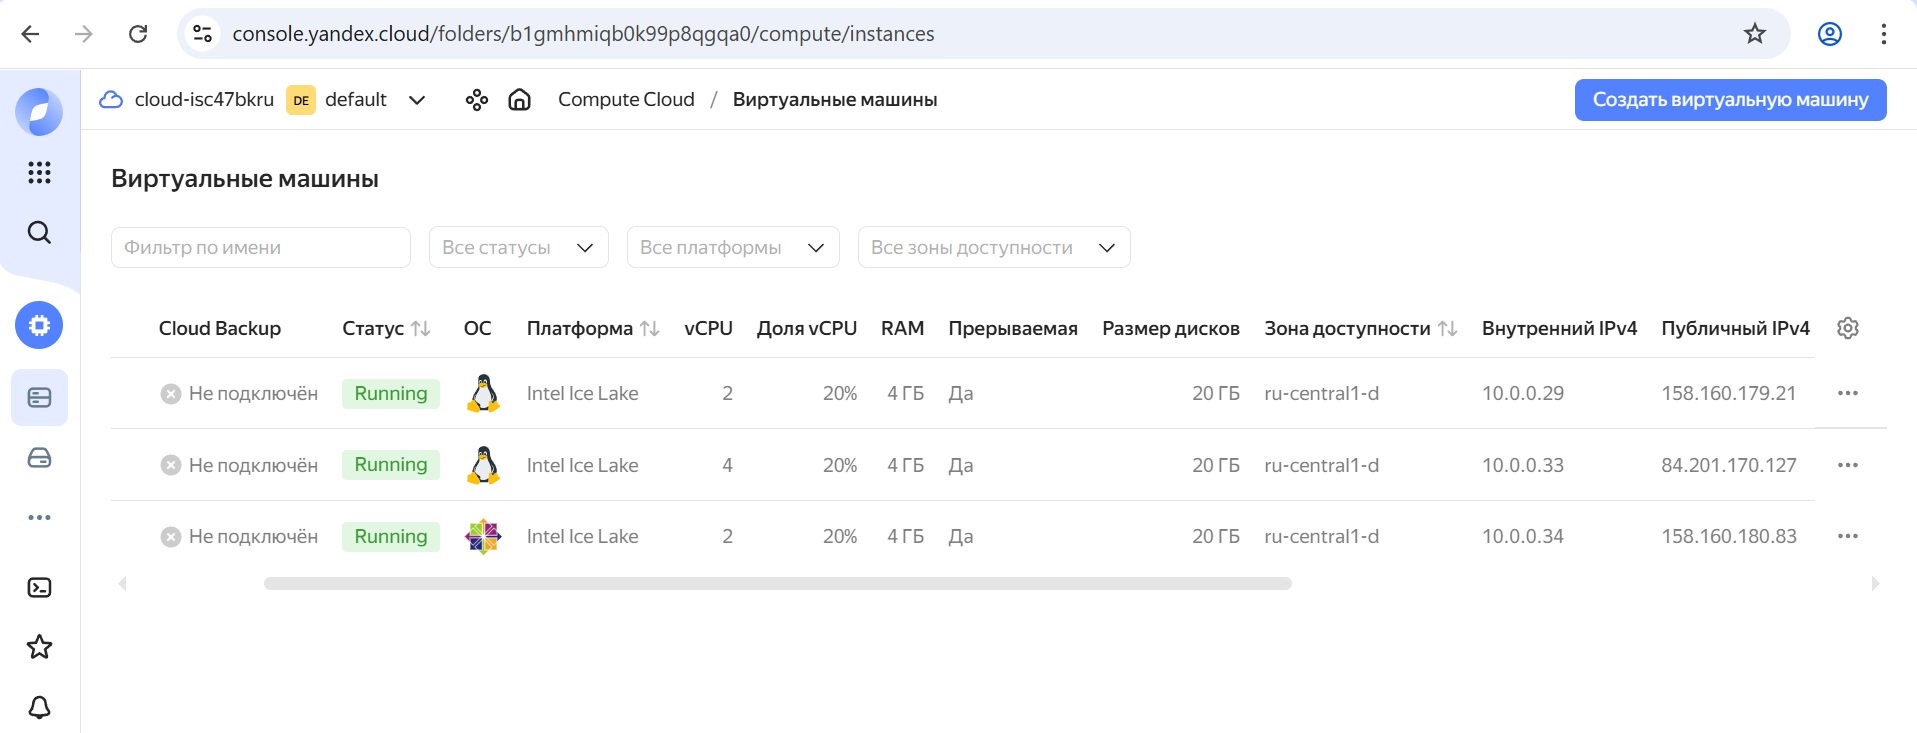 console.yandex.cloud/folders/b1gmhmiqb0k99p8qgqa0/compute/instances
cloud-isc47bkru DE default Compute Cloud / Виртуальные машины Создать виртуальную машину
Виртуальные машины
Фильтр по имени Все статусы Все платформы Все зоны доступности
Cloud Backup Статус ОС Платформа vCPU Доля vCPU RAM Прерываемая Размер дисков Зона доступности Внутренний IPv4 Публичный IPv4
Не подключён Running Intel Ice Lake 2 20% 4 ГБ Да 20 ГБ ru-central1-d 10.0.0.29 158.160.179.21
Не подключён Running Intel Ice Lake 4 20% 4 ГБ Да 20 ГБ ru-central1-d 10.0.0.33 84.201.170.127
Не подключён Running Intel Ice Lake 2 20% 4 ГБ Да 20 ГБ ru-central1-d 10.0.0.34 158.160.180.83